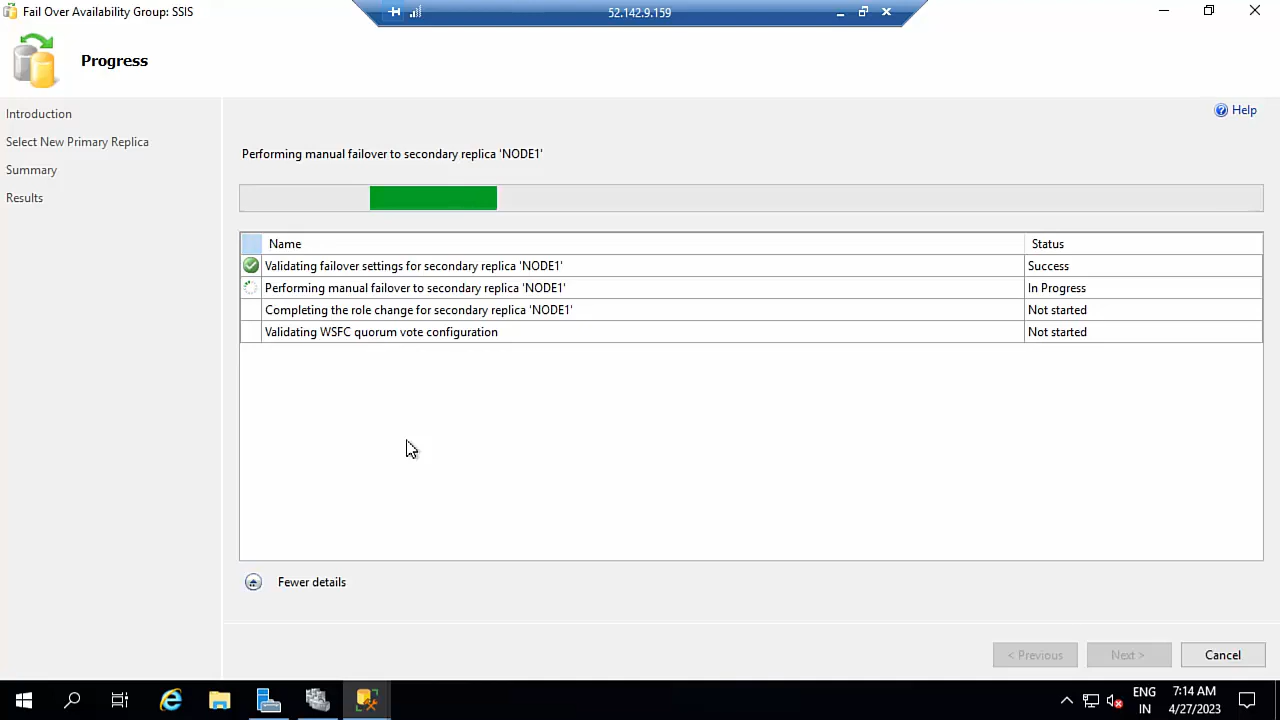 Fail Over Availability Group: SSIS
52.142.9.159
Progress
Introduction
Select New Primary Replica
Summary
Results
Help
Performing manual failover to secondary replica 'NODE1'
Name Status
Validating failover settings for secondary replica 'NODE1' Success
Performing manual failover to secondary replica 'NODE1' In Progress
Completing the role change for secondary replica 'NODE1' Not started
Validating WSFC quorum vote configuration Not started
Fewer details
< Previous Next > Cancel
ENG 7:14 AM
IN 4/27/2023